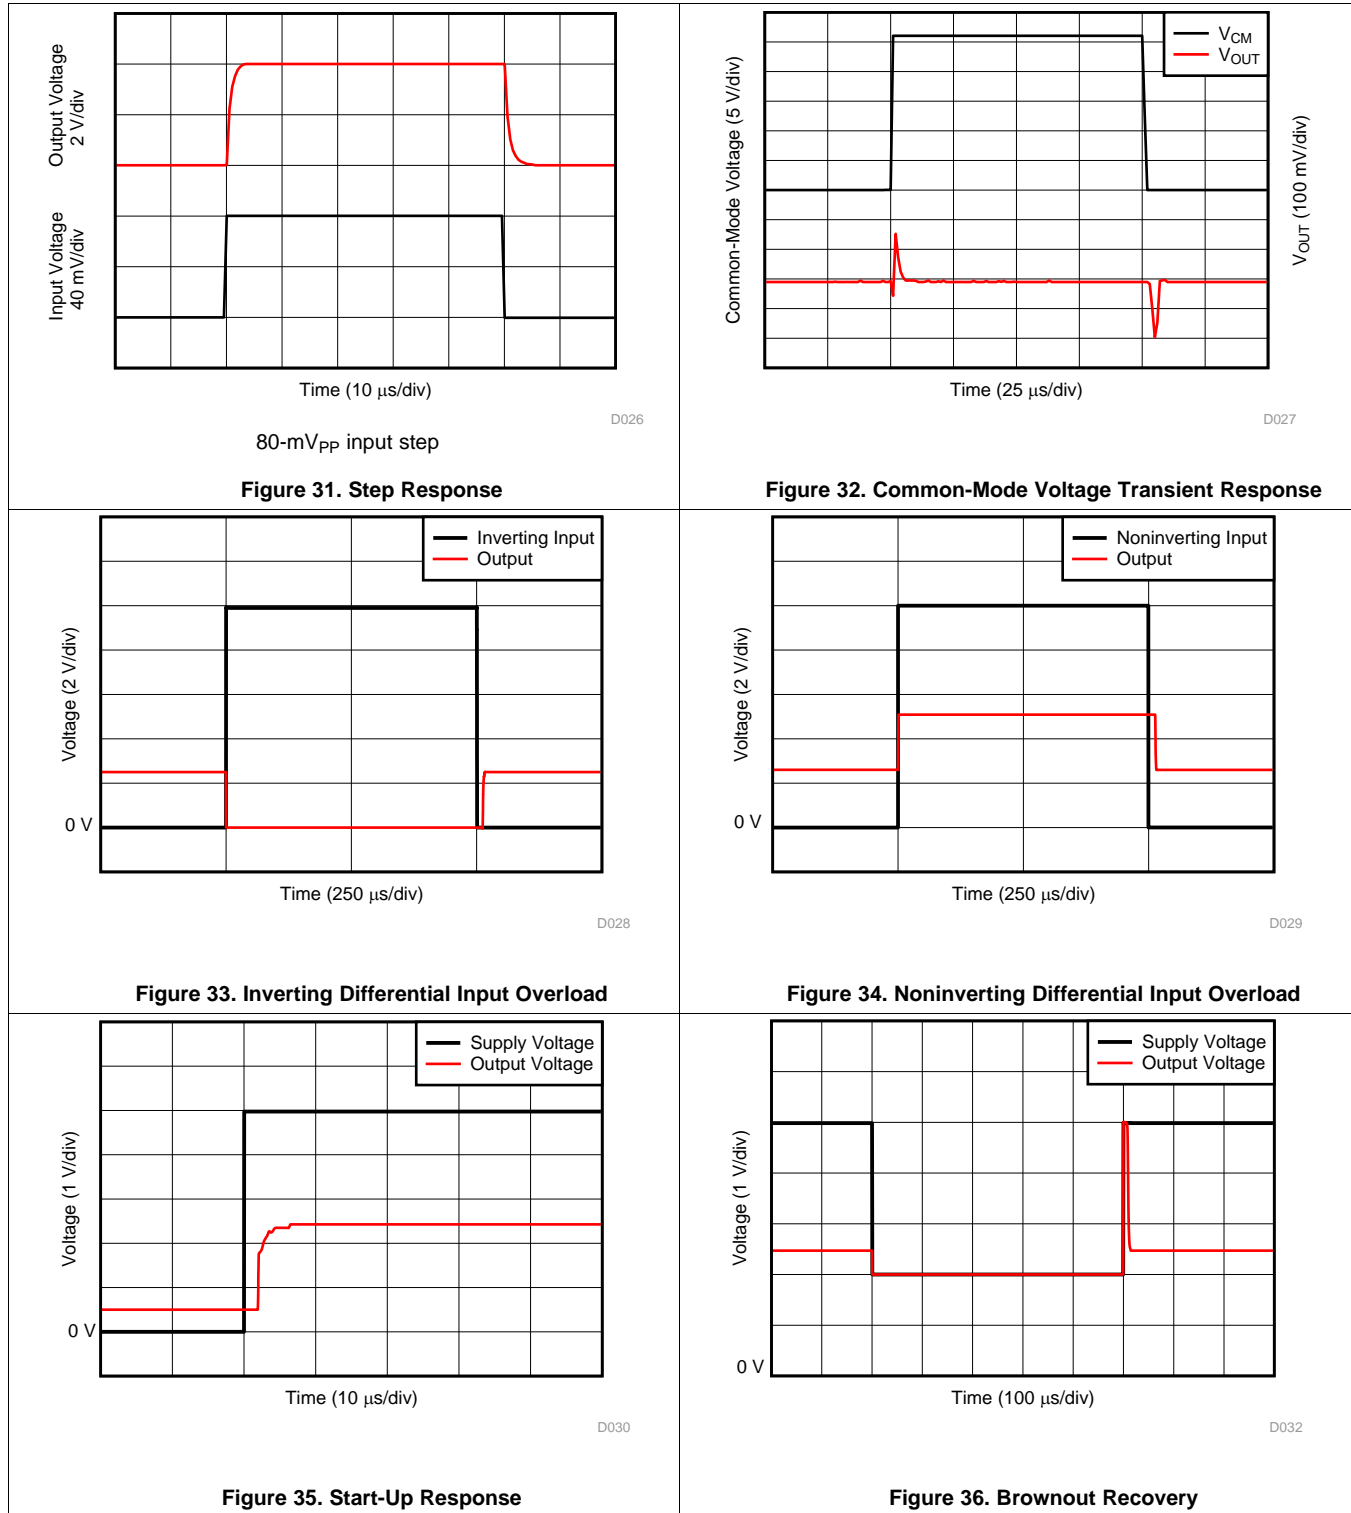 Output Voltage
2 V/div
Input Voltage
40 mV/div
Time (10 μs/div)
D026
80-mVPP input step
Figure 31. Step Response
VCM
VOUT
Common-Mode Voltage (5 V/div)
VOUT (100 mV/div)
Time (25 μs/div)
D027
Figure 32. Common-Mode Voltage Transient Response
Inverting Input
Output
Voltage (2 V/div)
0 V
Time (250 μs/div)
D028
Figure 33. Inverting Differential Input Overload
Noninverting Input
Output
Voltage (2 V/div)
0 V
Time (250 μs/div)
D029
Figure 34. Noninverting Differential Input Overload
Supply Voltage
Output Voltage
Voltage (1 V/div)
0 V
Time (10 μs/div)
D030
Figure 35. Start-Up Response
Supply Voltage
Output Voltage
Voltage (1 V/div)
0 V
Time (100 μs/div)
D032
Figure 36. Brownout Recovery